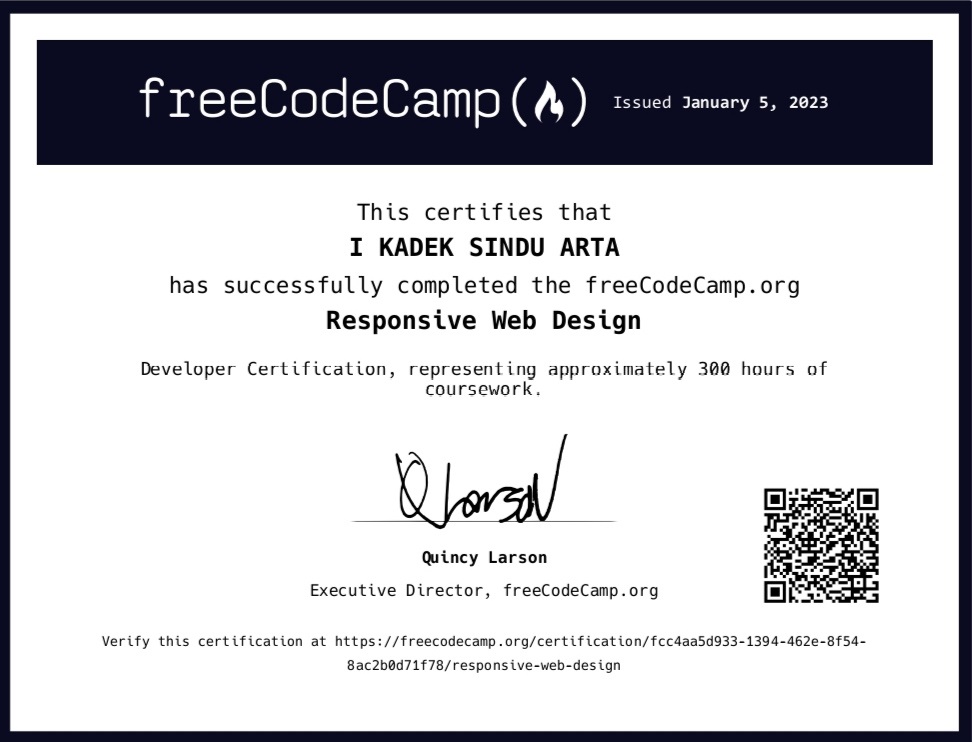 freeCodeCamp(🔥) Issued January 5, 2023
This certifies that
I KADEK SINDU ARTA
has successfully completed the freeCodeCamp.org
Responsive Web Design
Developer Certification, representing approximately 300 hours of
coursework.
Q Larson
Quincy Larson
Executive Director, freeCodeCamp.org
Verify this certification at https://freecodecamp.org/certification/fcc4aa5d933-1394-462e-8f54-
8ac2b0d71f78/responsive-web-design